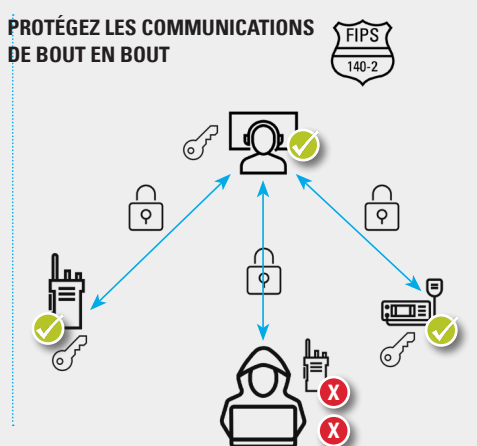 PROTÉGEZ LES COMMUNICATIONS
DE BOUT EN BOUT
FIPS
140-2
X
X